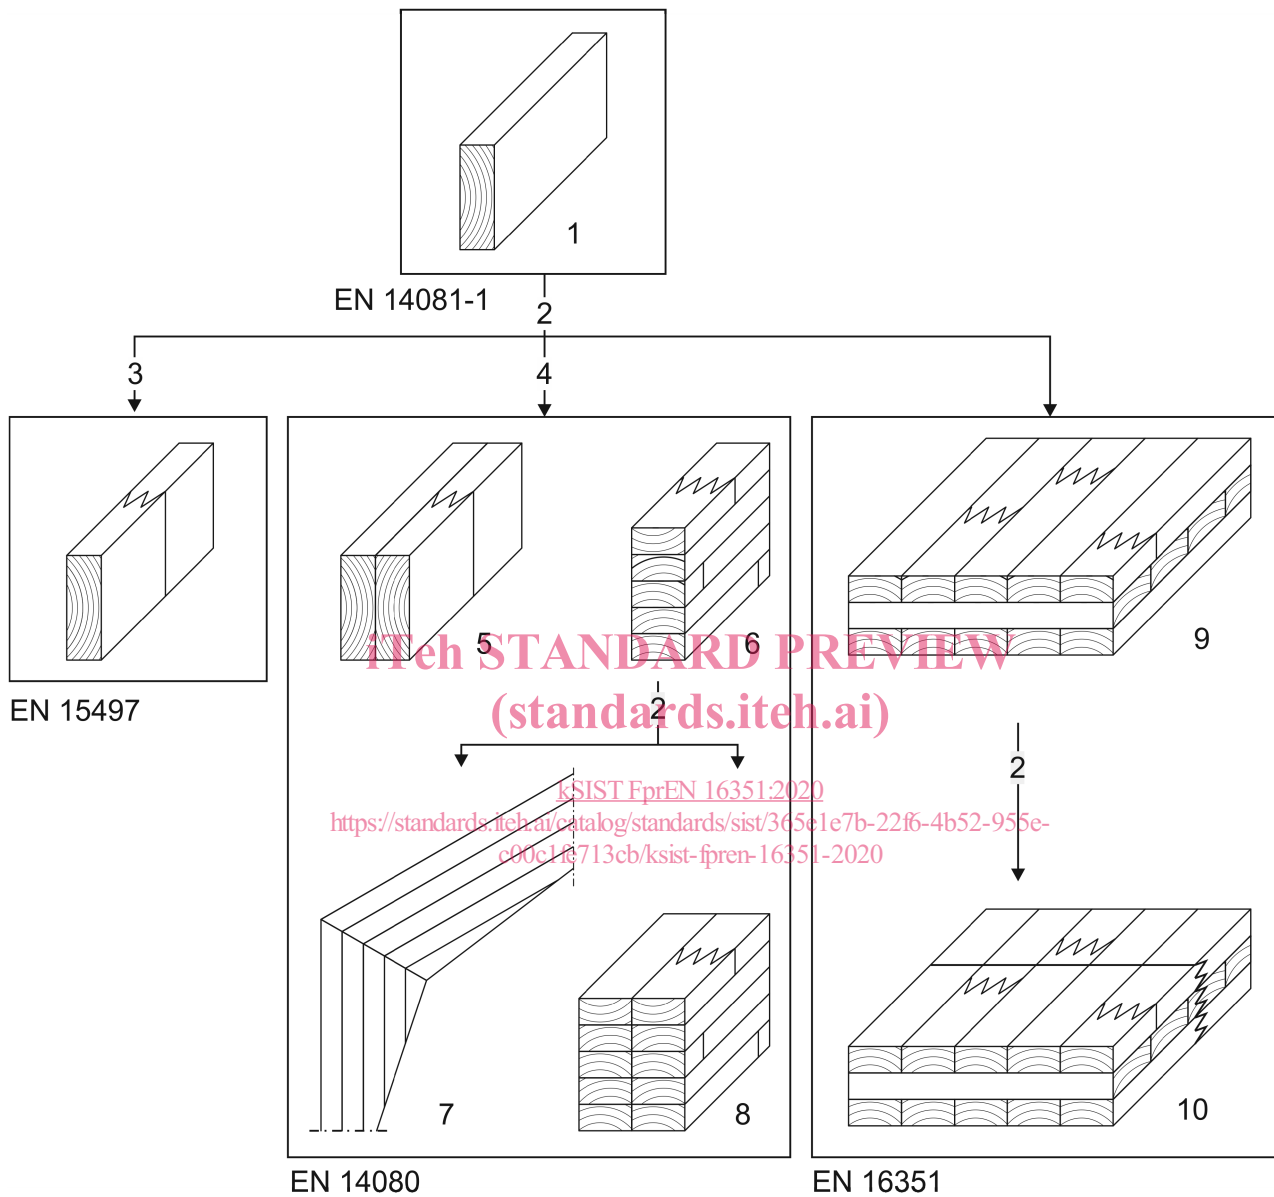 1
EN 14081-1
2
3
4
5
6
9
iTeh STANDARD PREVIEW
EN 15497
2
(standards.iteh.ai)
2
kSIST FprEN 16351:2020
https://standards.iteh.ai/catalog/standards/sist/365e1e7b-22f6-4b52-955e-
c00c1fe713cb/ksist-fpren-16351-2020
7
8
10
EN 14080
EN 16351